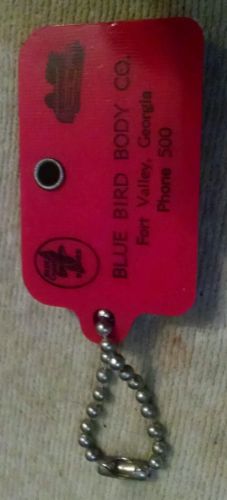 BLUE BIRD BODY CO.
Fort Valley, Georgia
Phone 500